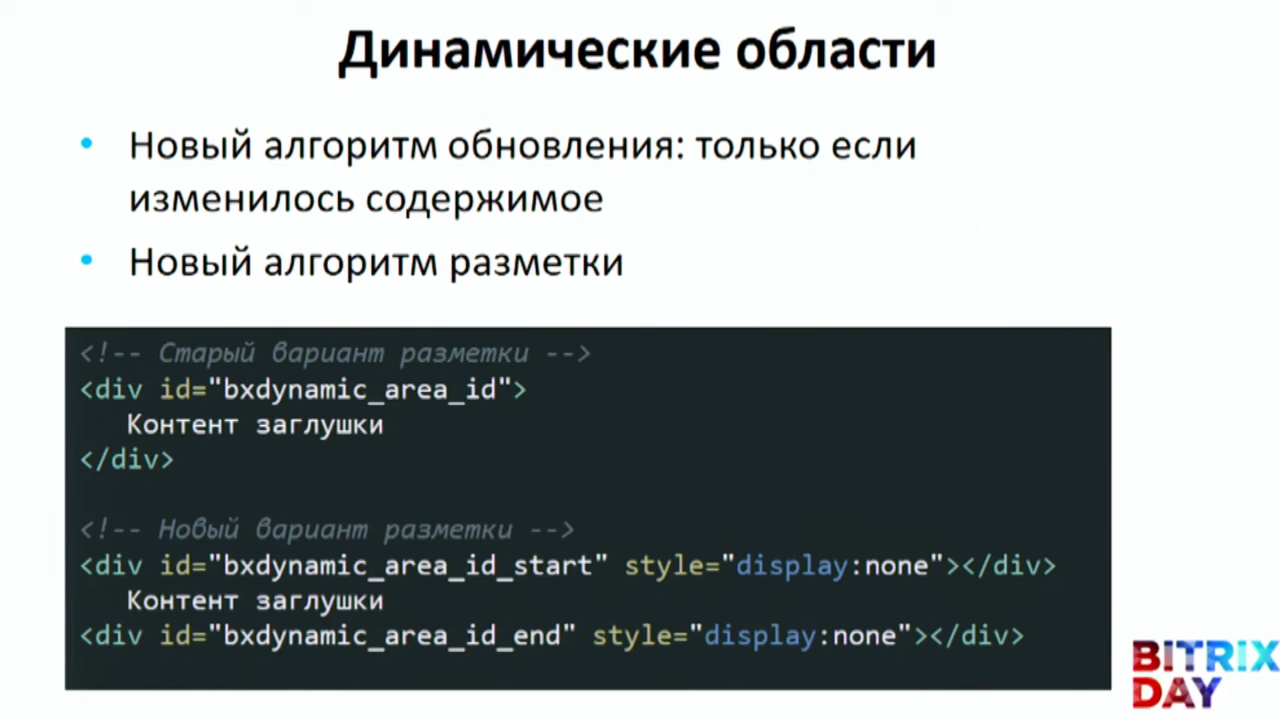 Динамические области
• Новый алгоритм обновления: только если
изменилось содержимое
• Новый алгоритм разметки
<!-- Старый вариант разметки -->
<div id="bxdynamic_area_id">
Контент заглушки
</div>
<!-- Новый вариант разметки -->
<div id="bxdynamic_area_id_start" style="display:none"></div>
Контент заглушки
<div id="bxdynamic_area_id_end" style="display:none"></div>
BITRIX
DAY